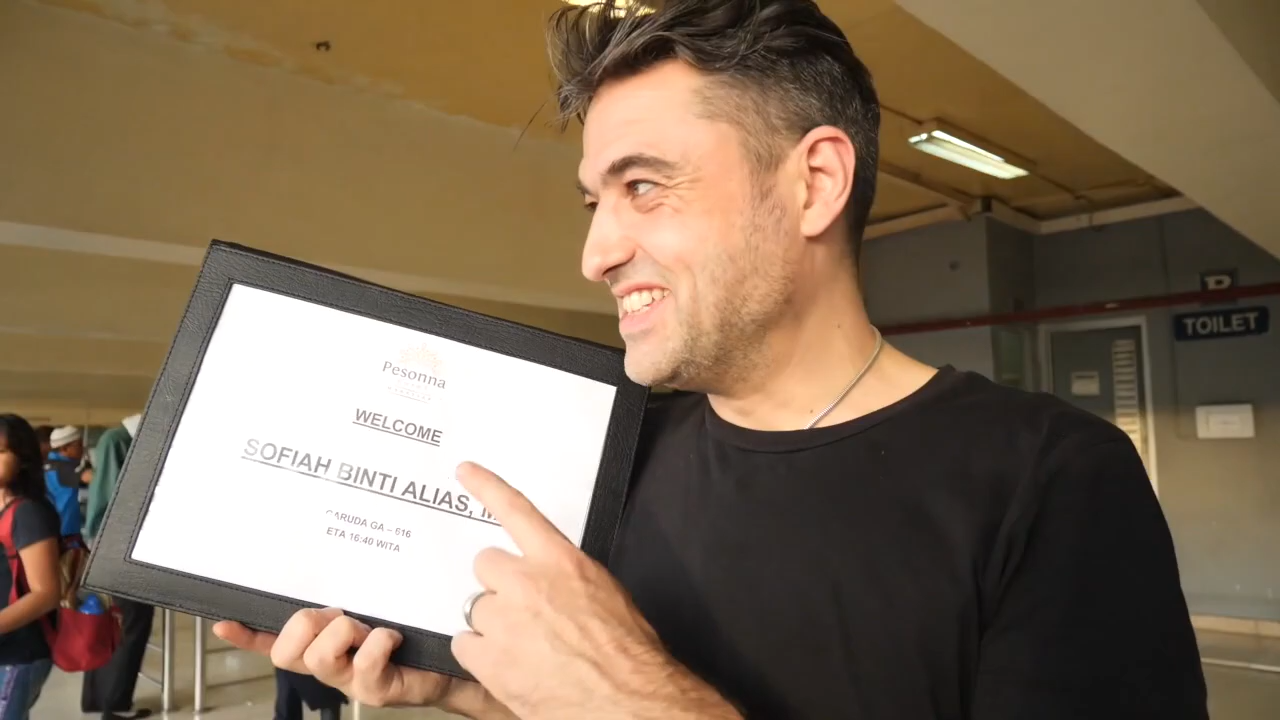 Pesonna
WELCOME
SOFIAH BINTI ALIAS,
GARUDA GA – 616
ETA 16:40 WITA
TOILET